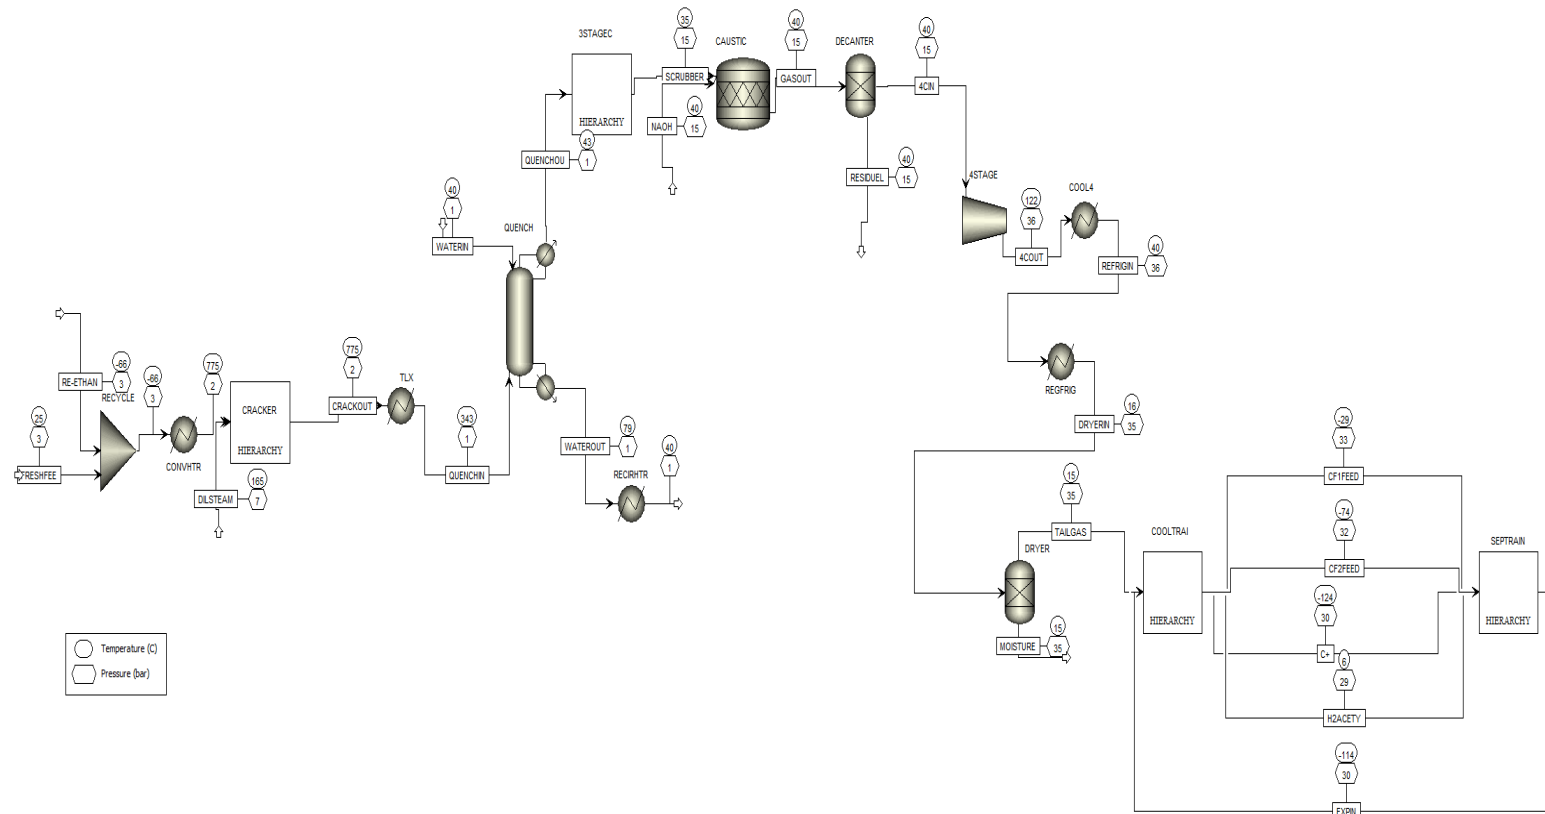 35
15
3STAGEC
CAUSTIC
40
15
DECANTER
40
15
SCRUBBER
GASOUT
4CIN
HIERARCHY
NAOH
40
15
43
1
QUENCHOU
RESIDUEL
40
15
4STAGE
COOL4
40
1
QUENCH
WATERIN
122
36
4COUT
40
36
REFRIGIN
REGFRIG
-66
3
RE-ETHAN
RECYCLE
-66
3
775
2
CRACKER
HIERARCHY
775
2
CRACKOUT
TLX
25
3
FRESHFEE
CONVHTR
DILSTEAM
165
7
343
1
QUENCHIN
WATEROUT
79
1
RECIRHTR
40
1
16
35
DRYERIN
15
35
TAILGAS
DRYER
MOISTURE
15
35
COOLTRAI
HIERARCHY
-29
33
CF1FEED
-74
32
CF2FEED
-124
30
C+
6
29
H2ACETY
-114
30
EXPIN
SEPTRAIN
HIERARCHY
Temperature (C)
Pressure (bar)